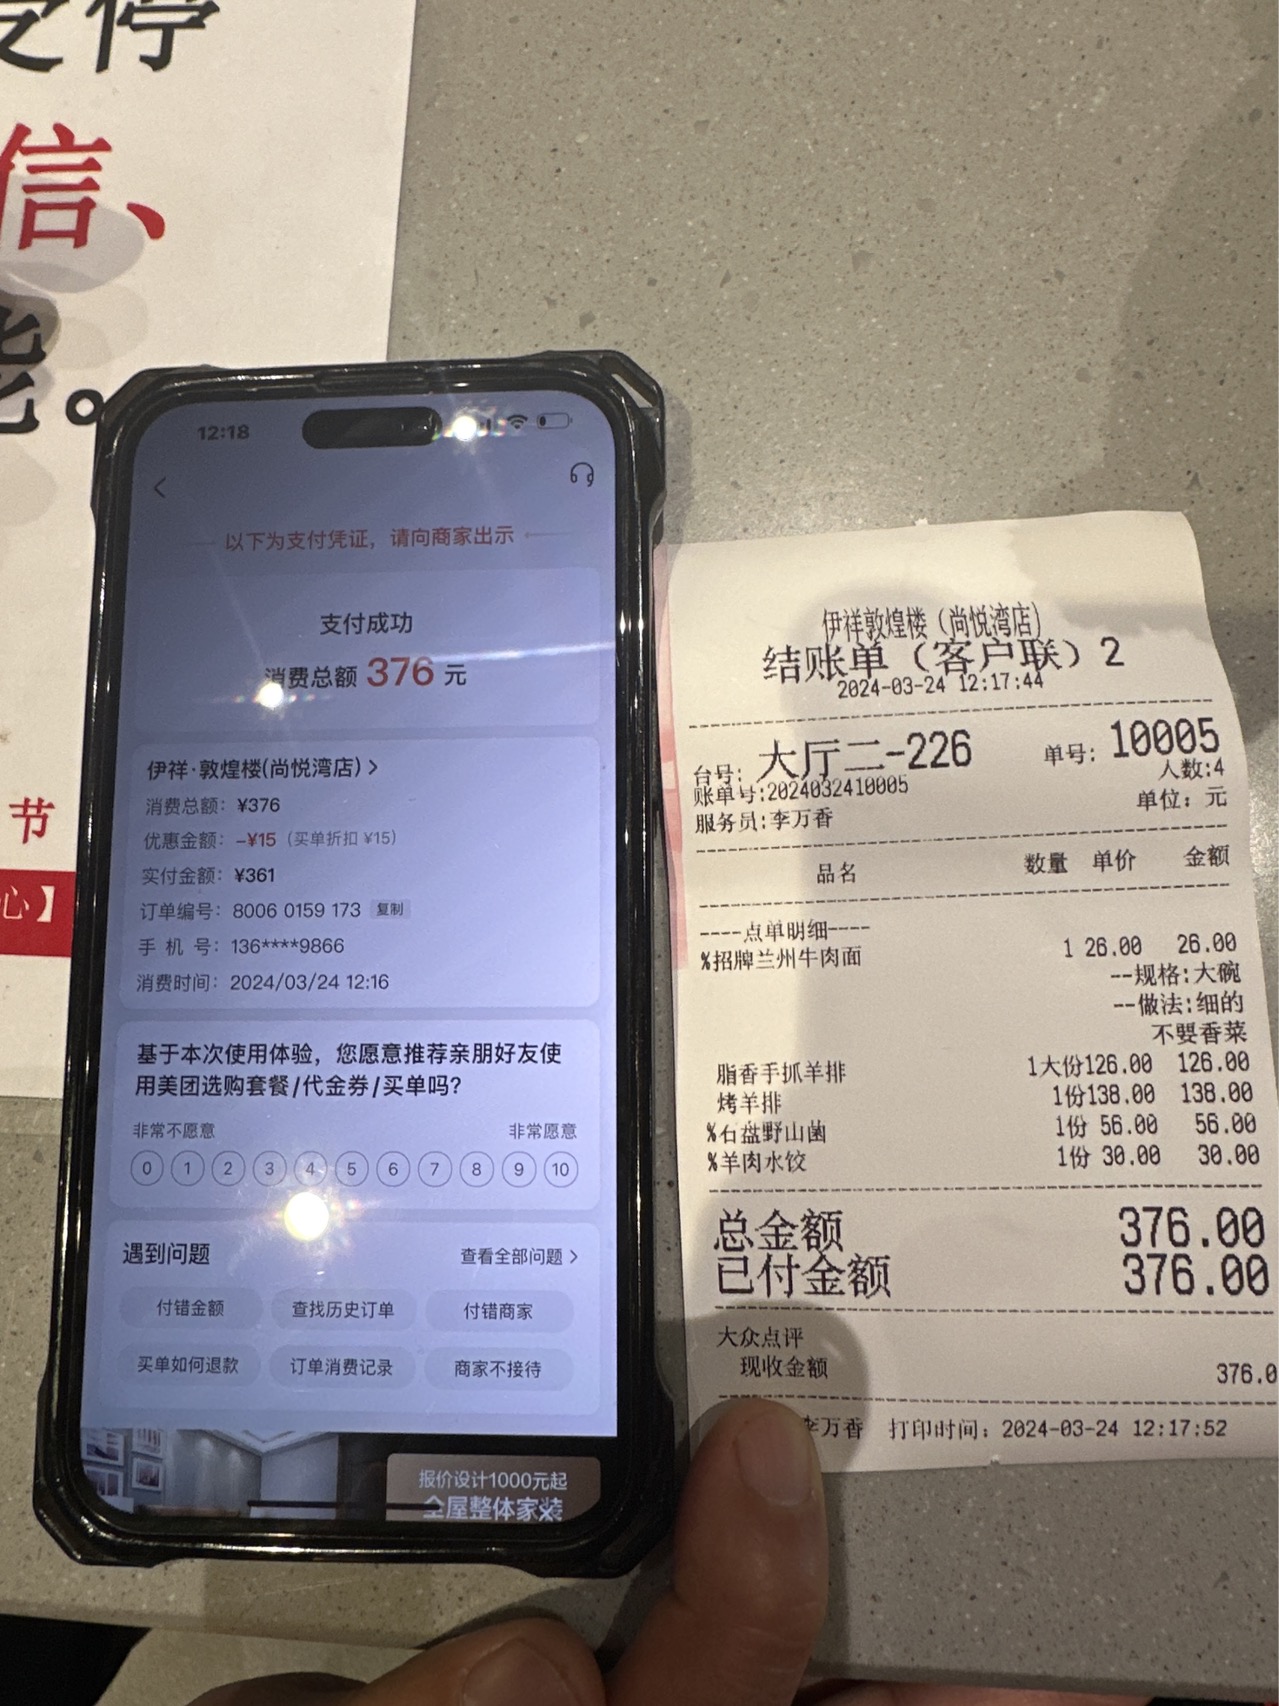 停
信、
能。
节
心】
12:18
以下为支付凭证，请向商家出示
支付成功
消费总额 376 元
伊祥·敦煌楼(尚悦湾店) >
消费总额：¥376
优惠金额：-¥15 (买单折扣 ¥15)
实付金额：¥361
订单编号：8006 0159 173 复制
手 机 号：136****9866
消费时间：2024/03/24 12:16
基于本次使用体验，您愿意推荐亲朋好友使
用美团选购套餐/代金券/买单吗？
非常不愿意 非常愿意
0 1 2 3 4 5 6 7 8 9 10
遇到问题 查看全部问题 >
付错金额 查找历史订单 付错商家
买单如何退款 订单消费记录 商家不接待
报价设计1000元起
全屋整体家装
伊祥敦煌楼（尚悦湾店）
结账单（客户联）2
2024-03-24 12:17:44
台号：大厅二-226 单号：10005
人数:4
账单号:2024032410005
单位：元
服务员:李万香
品名 数量 单价 金额
----点单明细----
%招牌兰州牛肉面 1 26.00 26.00
--规格:大碗
--做法:细的
不要香菜
脂香手抓羊排 1大份126.00 126.00
烤羊排 1份138.00 138.00
%石盘野山菌 1份 56.00 56.00
%羊肉水饺 1份 30.00 30.00
总金额 376.00
已付金额 376.00
大众点评
现收金额 376.0
李万香 打印时间：2024-03-24 12:17:52